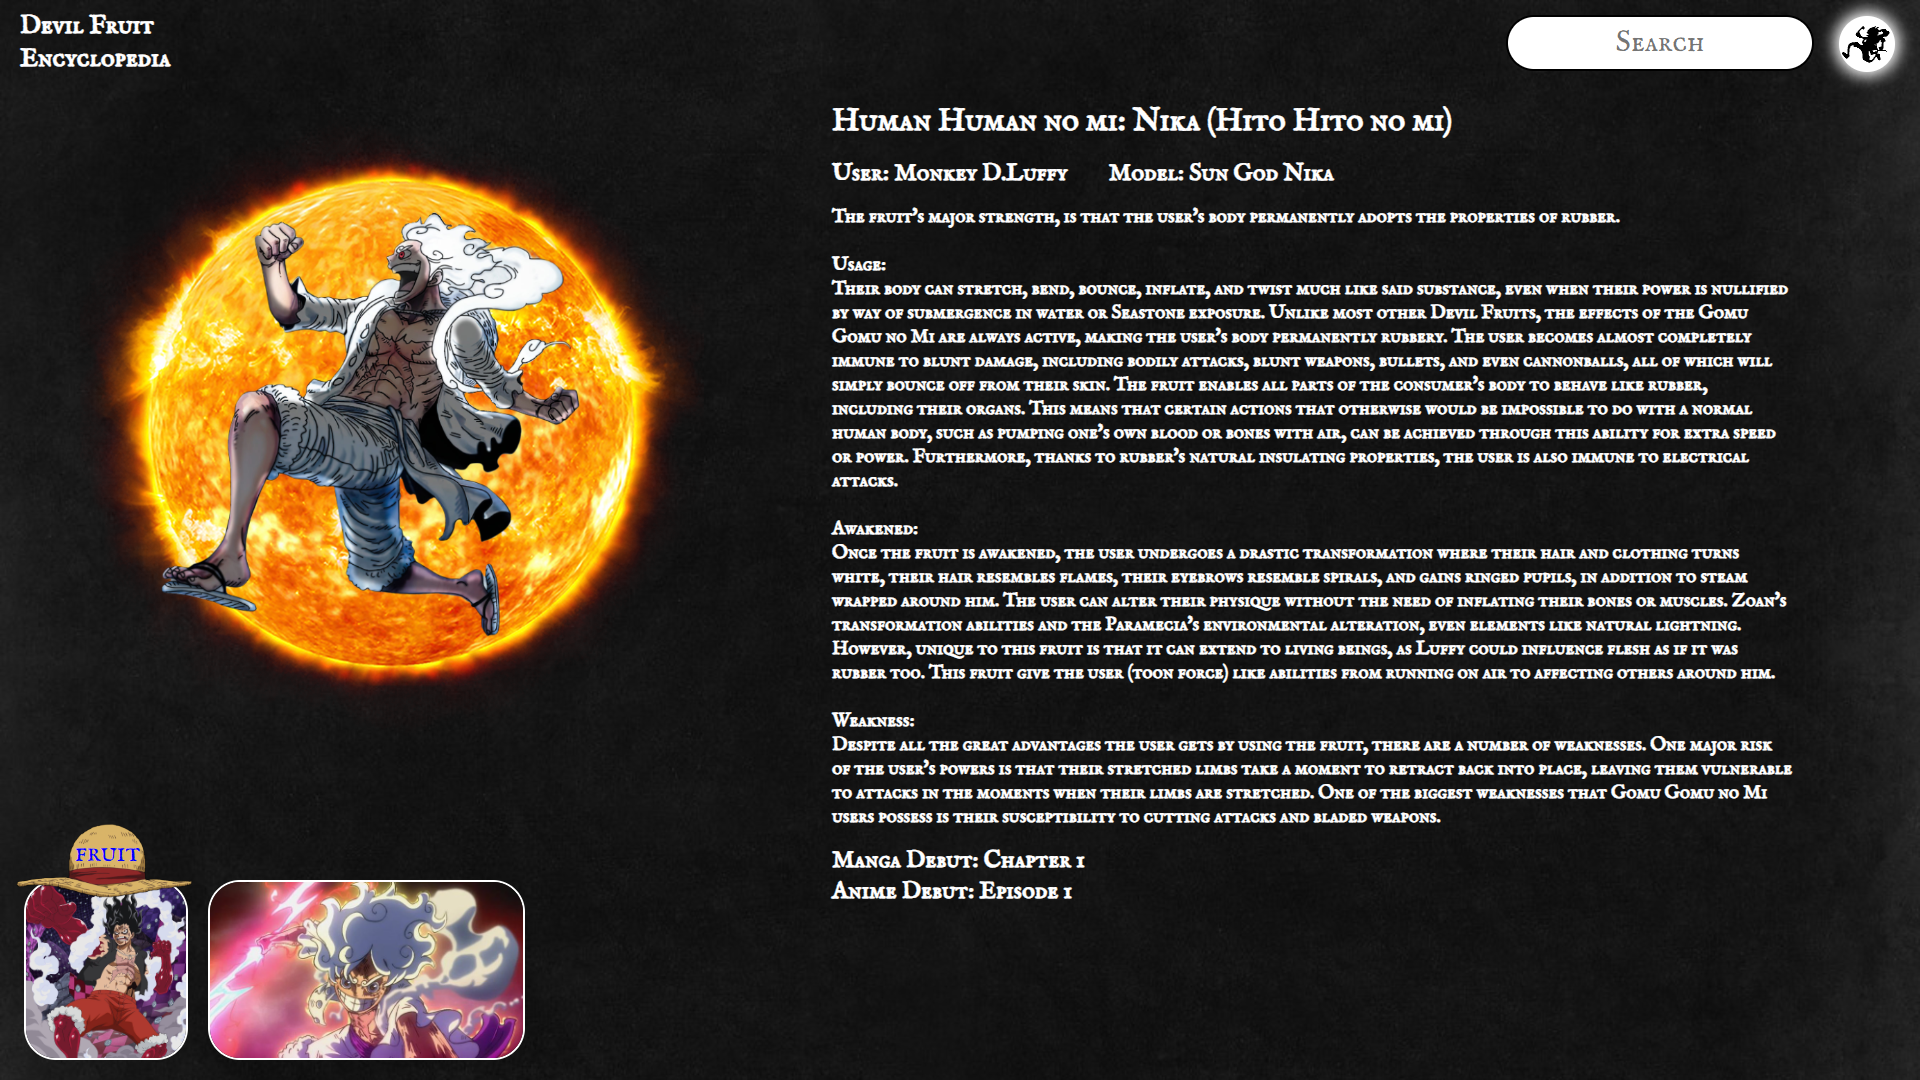 Devil Fruit
Encyclopedia
Search
Human Human no mi: Nika (Hito Hito no mi)
User: Monkey D.Luffy Model: Sun God Nika
The fruit's major strength, is that the user's body permanently adopts the properties of rubber.
Usage:
Their body can stretch, bend, bounce, inflate, and twist much like said substance, even when their power is nullified
by way of submergence in water or Seastone exposure. Unlike most other Devil Fruits, the effects of the Gomu
Gomu no Mi are always active, making the user's body permanently rubbery. The user becomes almost completely
immune to blunt damage, including bodily attacks, blunt weapons, bullets, and even cannonballs, all of which will
simply bounce off from their skin. The fruit enables all parts of the consumer's body to behave like rubber,
including their organs. This means that certain actions that otherwise would be impossible to do with a normal
human body, such as pumping one's own blood or bones with air, can be achieved through this ability for extra speed
or power. Furthermore, thanks to rubber's natural insulating properties, the user is also immune to electrical
attacks.
Awakened:
Once the fruit is awakened, the user undergoes a drastic transformation where their hair and clothing turns
white, their hair resembles flames, their eyebrows resemble spirals, and gains ringed pupils, in addition to steam
wrapped around him. The user can alter their physique without the need of inflating their bones or muscles. Zoan's
transformation abilities and the Paramecia's environmental alteration, even elements like natural lightning.
However, unique to this fruit is that it can extend to living beings, as Luffy could influence flesh as if it was
rubber too. This fruit give the user (toon force) like abilities from running on air to affecting others around him.
Weakness:
Despite all the great advantages the user gets by using the fruit, there are a number of weaknesses. One major risk
of the user's powers is that their stretched limbs take a moment to retract back into place, leaving them vulnerable
to attacks in the moments when their limbs are stretched. One of the biggest weaknesses that Gomu Gomu no Mi
users possess is their susceptibility to cutting attacks and bladed weapons.
Manga Debut: Chapter 1
Anime Debut: Episode 1
FRUIT